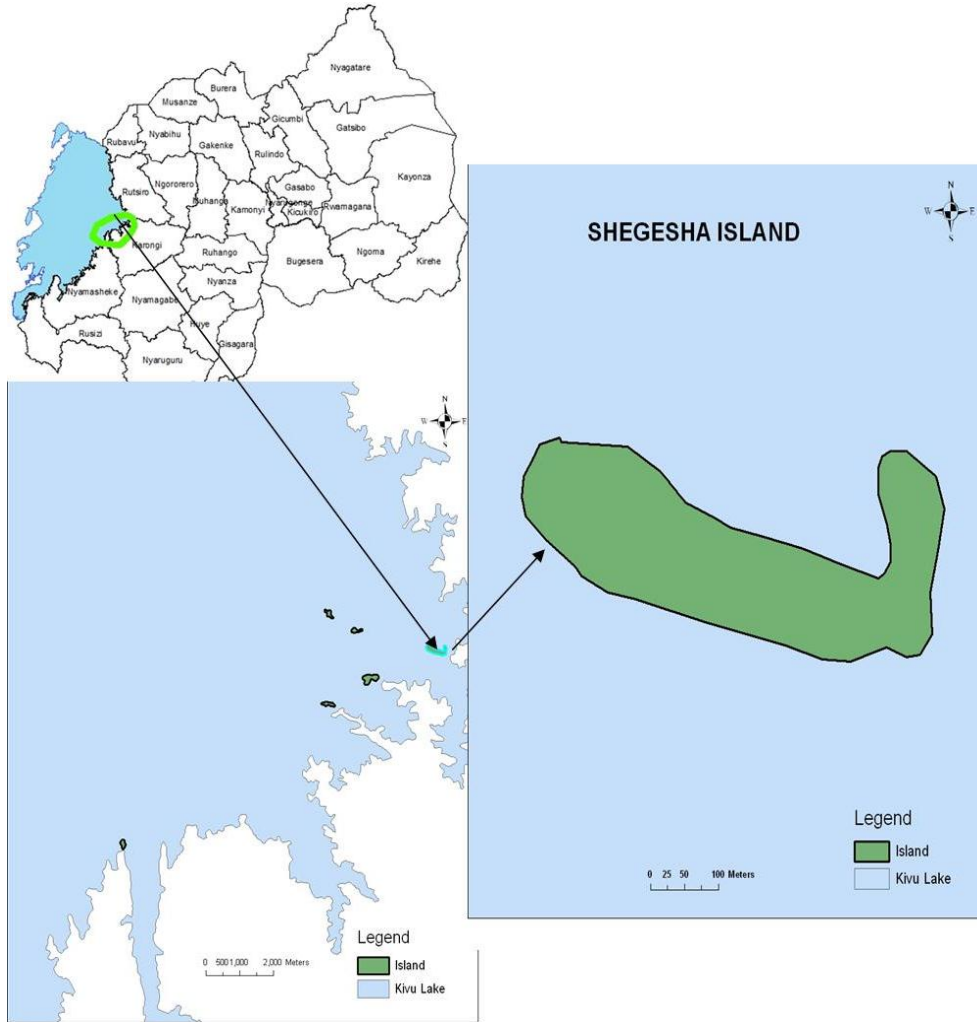 Nyagatare
Burera
Musanze
Gicumbi
Gatsibo
Rubavu
Nyabihu
Gakenke
Rulindo
Kayonza
Rutsiro
Ngororero
Gasabo
Muhanga
Kamonyi
Kicukiro
Rwamagana
Karongi
Ruhango
Bugesera
Ngoma
Kirehe
Nyanza
Nyamasheke
Nyamagabe
Huye
Rusizi
Gisagara
Nyaruguru
N
W E
N
Legend
Island
Kivu Lake
0 5001,000 2,000 Meters
N
W E
N
SHEGESHA ISLAND
Legend
Island
Kivu Lake
0 25 50 100 Meters